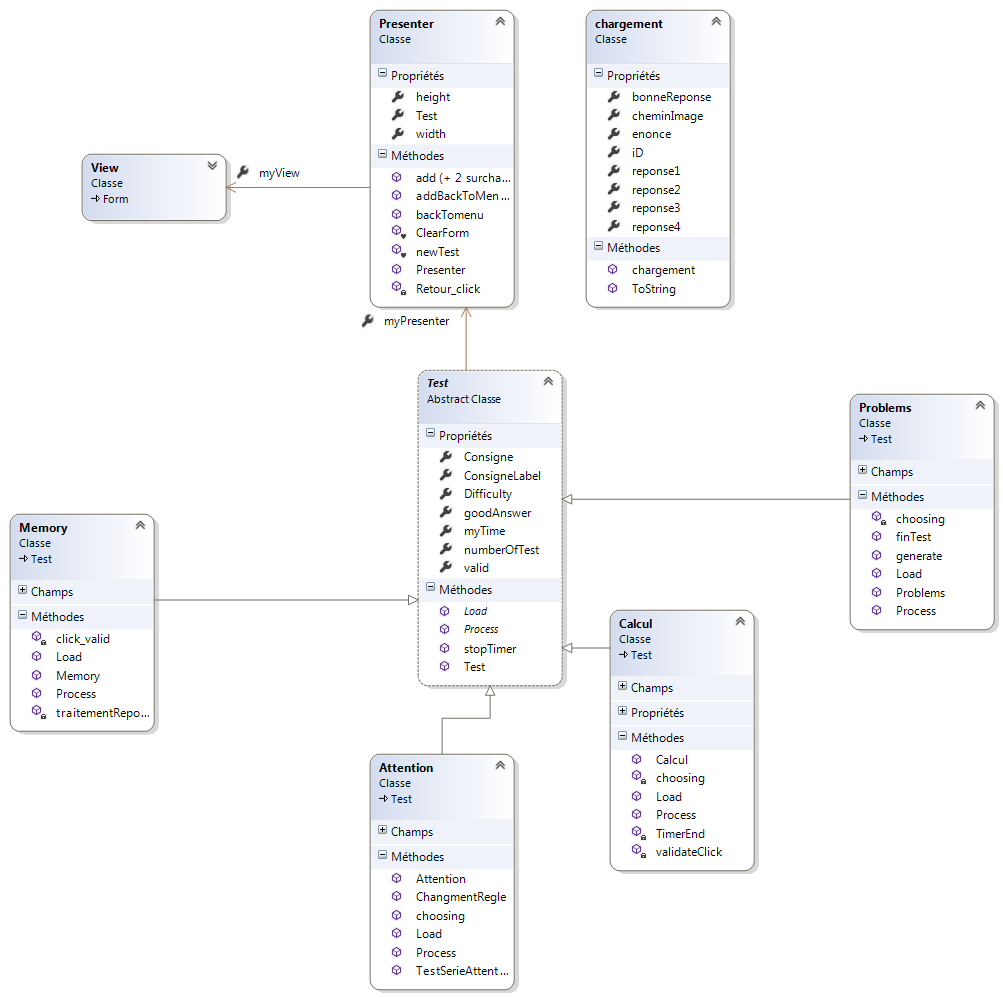 Presenter
Classe
Propriétés
height
Test
width
Méthodes
add (+ 2 surcha...
addBackToMen...
backTomenu
ClearForm
newTest
Presenter
Retour_click
chargement
Classe
Propriétés
bonneReponse
cheminImage
enonce
iD
reponse1
reponse2
reponse3
reponse4
Méthodes
chargement
ToString
View
Classe
Form
myView
myPresenter
Test
Abstract Classe
Propriétés
Consigne
ConsigneLabel
Difficulty
goodAnswer
myTime
numberOfTest
valid
Méthodes
Load
Process
stopTimer
Test
Problems
Classe
Test
Champs
Méthodes
choosing
finTest
generate
Load
Problems
Process
Memory
Classe
Test
Champs
Méthodes
click_valid
Load
Memory
Process
traitementRepo...
Calcul
Classe
Test
Champs
Propriétés
Méthodes
Calcul
choosing
Load
Process
TimerEnd
validateClick
Attention
Classe
Test
Champs
Méthodes
Attention
ChangmentRegle
choosing
Load
Process
TestSerieAttent...